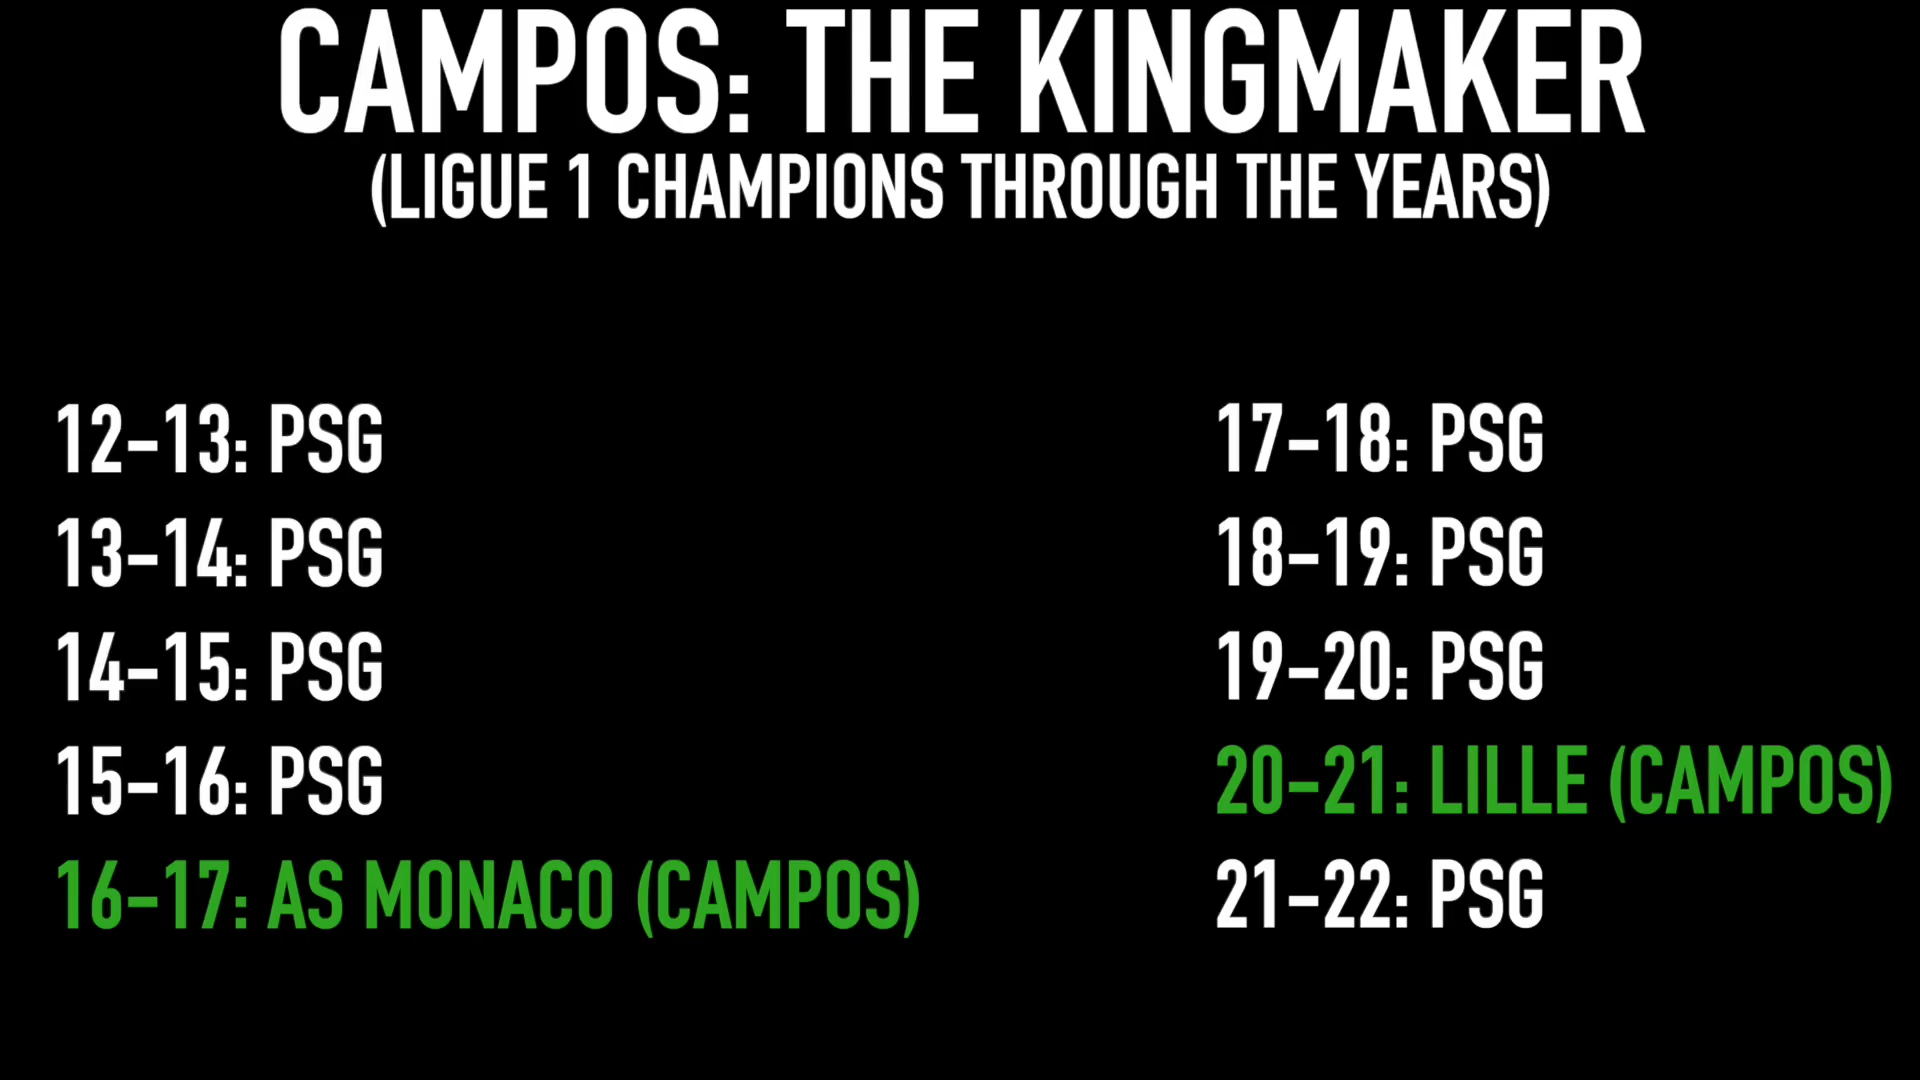 CAMPOS: THE KINGMAKER
(LIGUE 1 CHAMPIONS THROUGH THE YEARS)
12-13: PSG
13-14: PSG
14-15: PSG
15-16: PSG
16-17: AS MONACO (CAMPOS)
17-18: PSG
18-19: PSG
19-20: PSG
20-21: LILLE (CAMPOS)
21-22: PSG